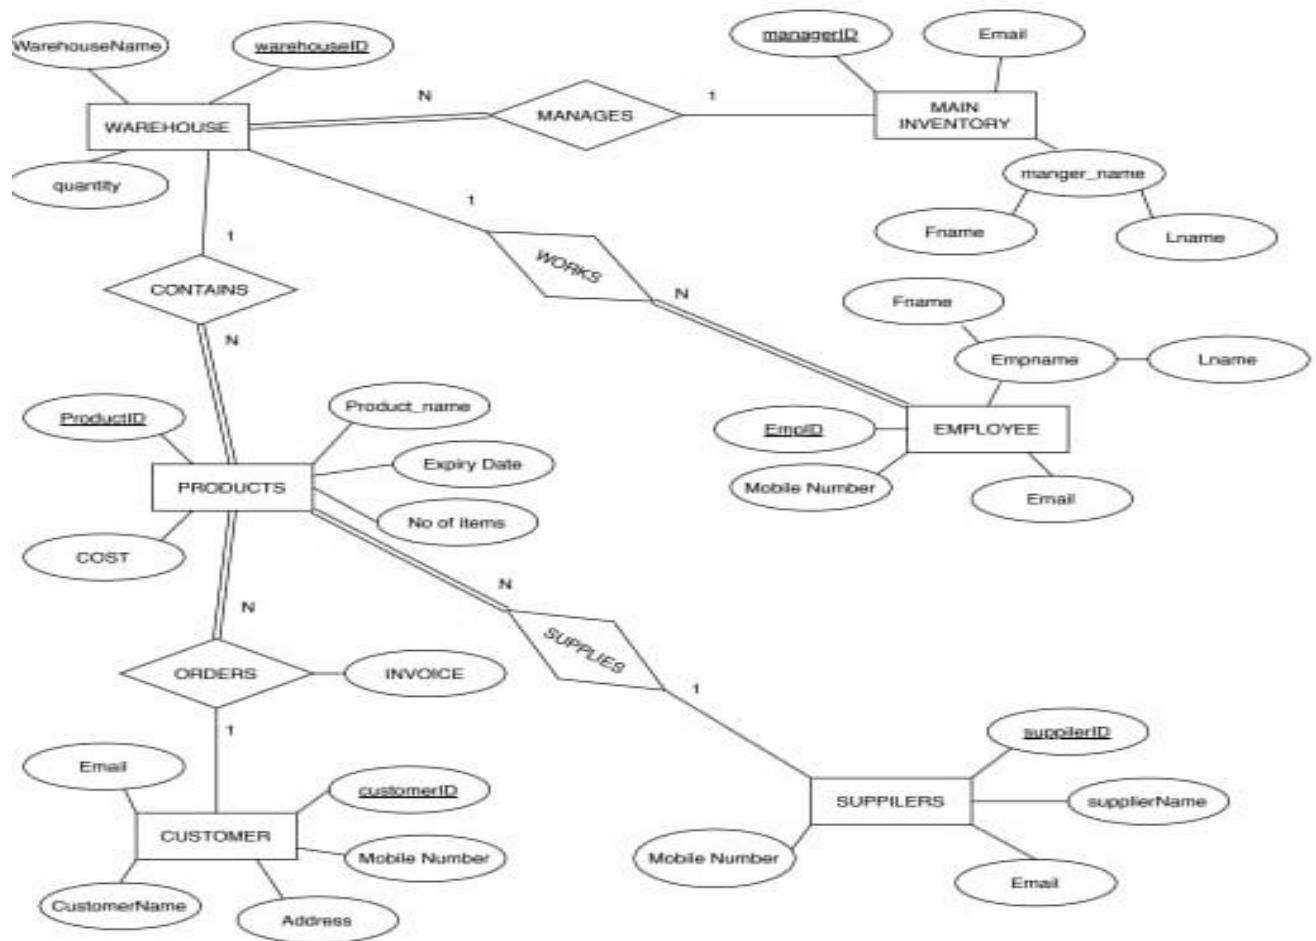 WarehouseName
warehouseID
managerID
Email
N
MANAGES
1
MAIN
INVENTORY
WAREHOUSE
quantity
manger_name
Fname
Lname
1
CONTAINS
N
1
WORKS
N
Fname
Empname
Lname
EmpID
EMPLOYEE
Mobile Number
Email
ProductID
Product_name
Expiry Date
PRODUCTS
No of items
COST
N
ORDERS
INVOICE
1
N
SUPPLIES
1
suppilerID
SUPPILERS
supplierName
Mobile Number
Email
Email
customerID
CUSTOMER
Mobile Number
CustomerName
Address